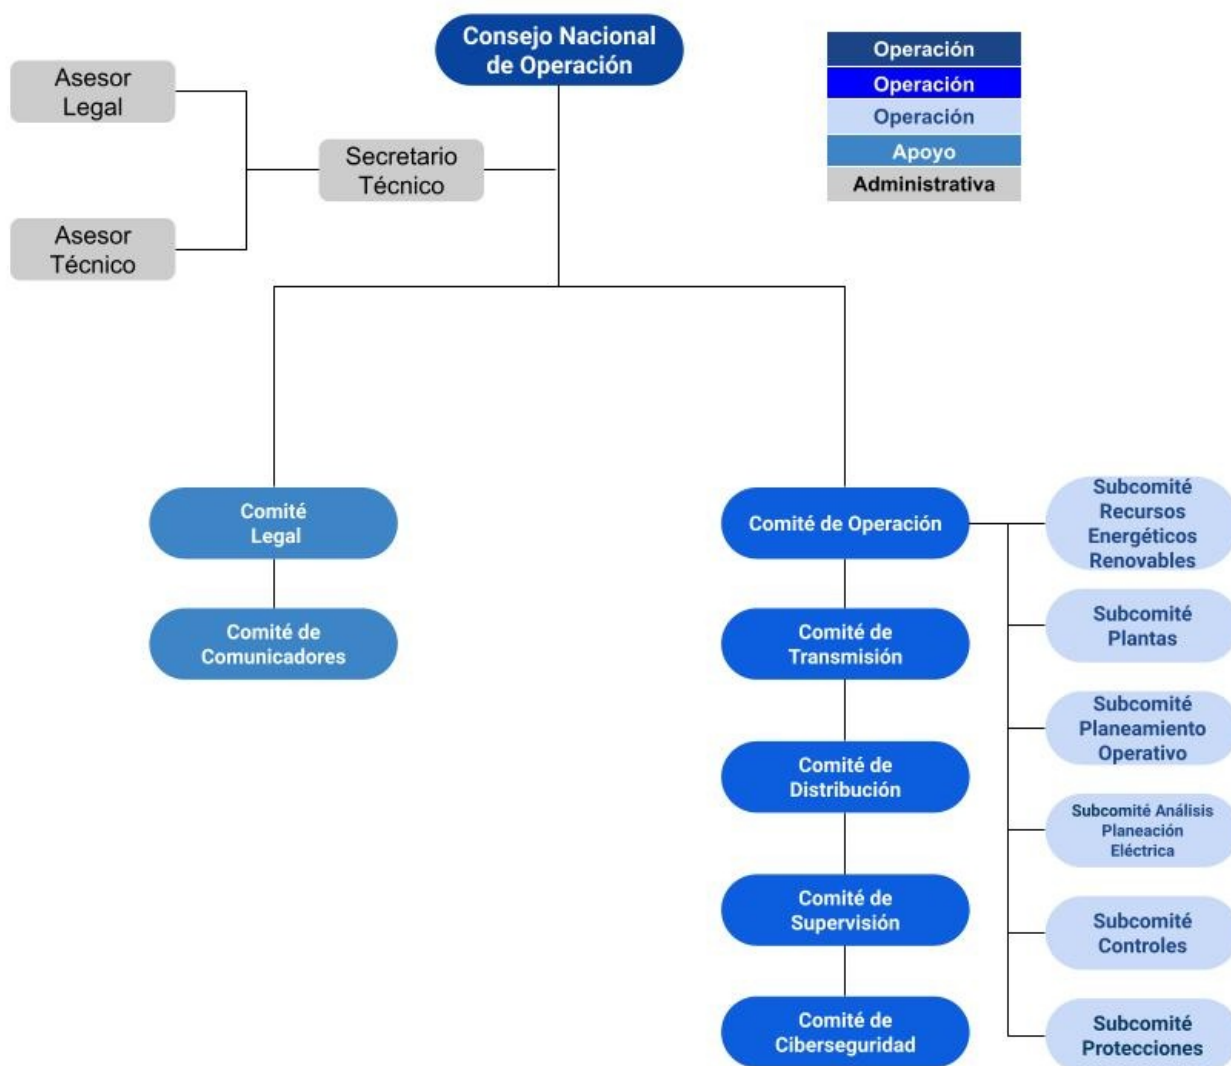 Consejo Nacional
de Operación
Operación
Operación
Operación
Apoyo
Administrativa
Asesor
Legal
Secretario
Técnico
Asesor
Técnico
Comité
Legal
Comité de
Comunicadores
Comité de Operación
Comité de
Transmisión
Comité de
Distribución
Comité de
Supervisión
Comité de
Ciberseguridad
Subcomité
Recursos
Energéticos
Renovables
Subcomité
Plantas
Subcomité
Planeamiento
Operativo
Subcomité Análisis
Planeación
Eléctrica
Subcomité
Controles
Subcomité
Protecciones